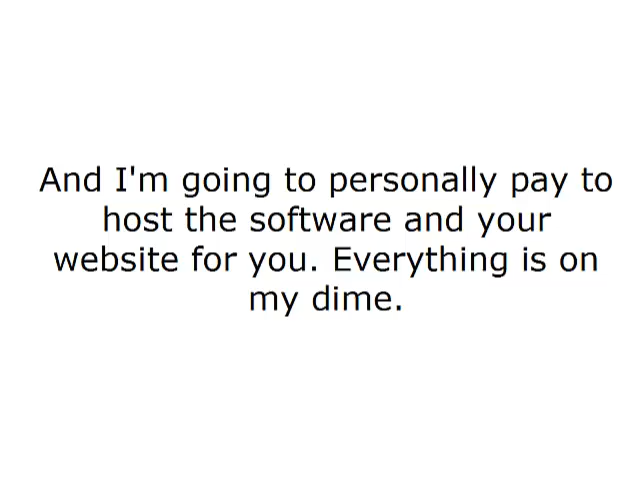 And I'm going to personally pay to
host the software and your
website for you. Everything is on
my dime.